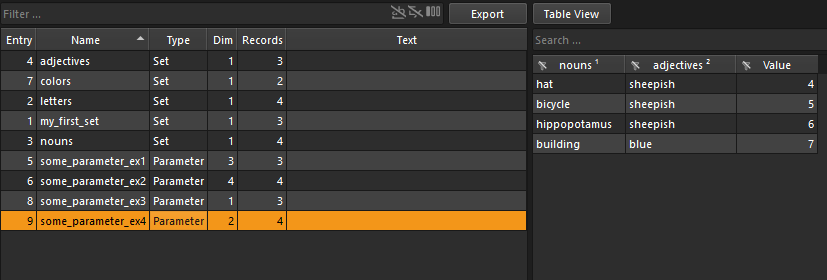 Filter ... Export
Entry Name Type Dim Records Text
4 adjectives Set 1 3
7 colors Set 1 2
2 letters Set 1 4
1 my_first_set Set 1 3
3 nouns Set 1 4
5 some_parameter_ex1 Parameter 3 3
6 some_parameter_ex2 Parameter 4 4
8 some_parameter_ex3 Parameter 1 3
9 some_parameter_ex4 Parameter 2 4
Table View
Search ...
nouns 1 adjectives 2 Value
hat sheepish 4
bicycle sheepish 5
hippopotamus sheepish 6
building blue 7